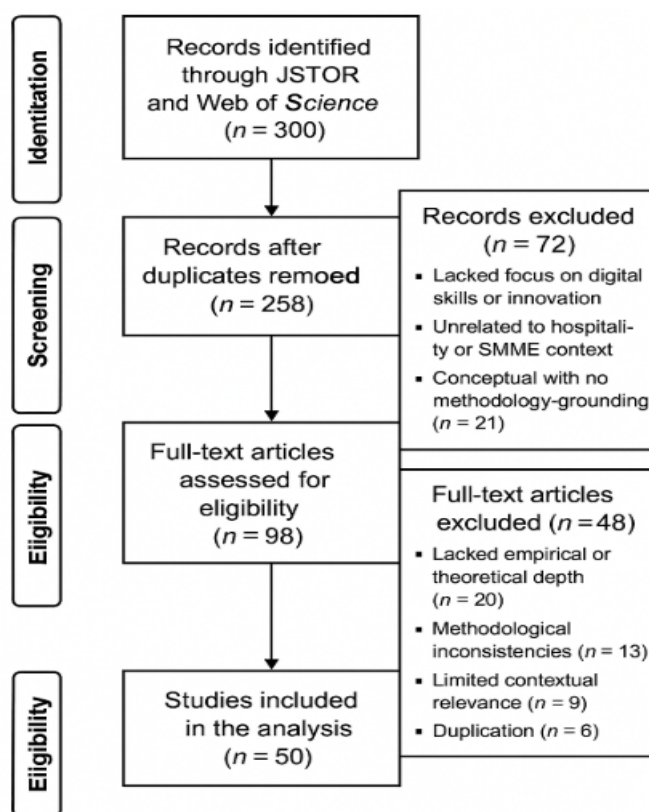 Identitation
Records identified
through JSTOR
and Web of Science
(n = 300)
Screening
Records after
duplicates remoed
(n = 258)
Records excluded
(n = 72)
▪ Lacked focus on digital
skills or innovation
▪ Unrelated to hospitali-
ty or SMME context
▪ Conceptual with no
methodology-grounding
(n = 21)
Eiigibility
Full-text articles
assessed for
eligibility
(n = 98)
Full-text articles
excluded (n = 48)
▪ Lacked empirical or
theoretical depth
(n = 20)
▪ Methodological
inconsistencies (n = 13)
▪ Limited contextual
relevance (n = 9)
▪ Duplication (n = 6)
Eiigibility
Studies included
in the analysis
(n = 50)